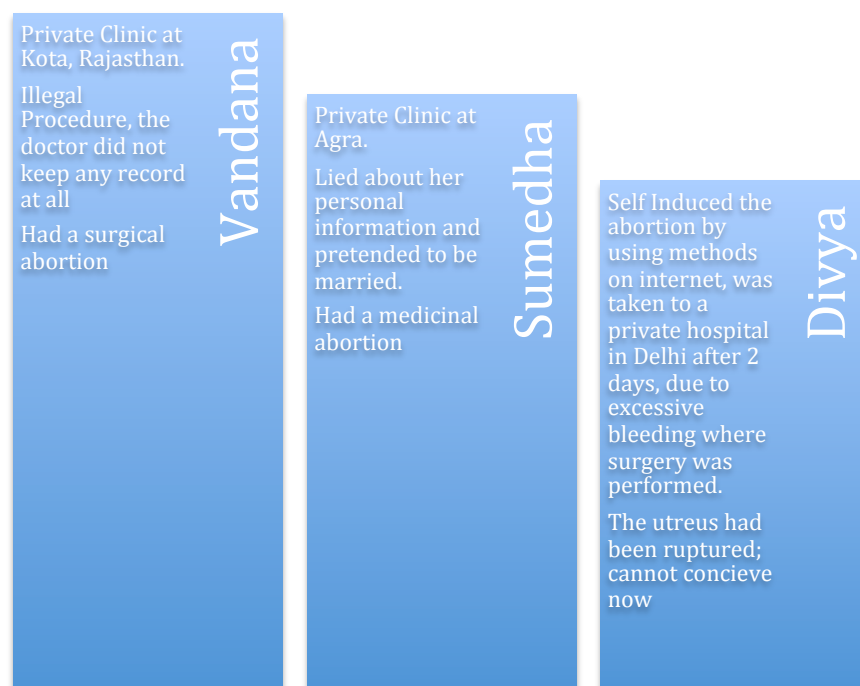 Private Clinic at
Kota, Rajasthan.
Illegal
Procedure, the
doctor did not
keep any record
at all
Had a surgical
abortion
Vandana
Private Clinic at
Agra.
Lied about her
personal
information and
pretended to be
married.
Had a medicinal
abortion
Sumedha
Self Induced the
abortion by
using methods
on internet, was
taken to a
private hospital
in Delhi after 2
days, due to
excessive
bleeding where
surgery was
performed.
The utreus had
been ruptured;
cannot concieve
now
Divya